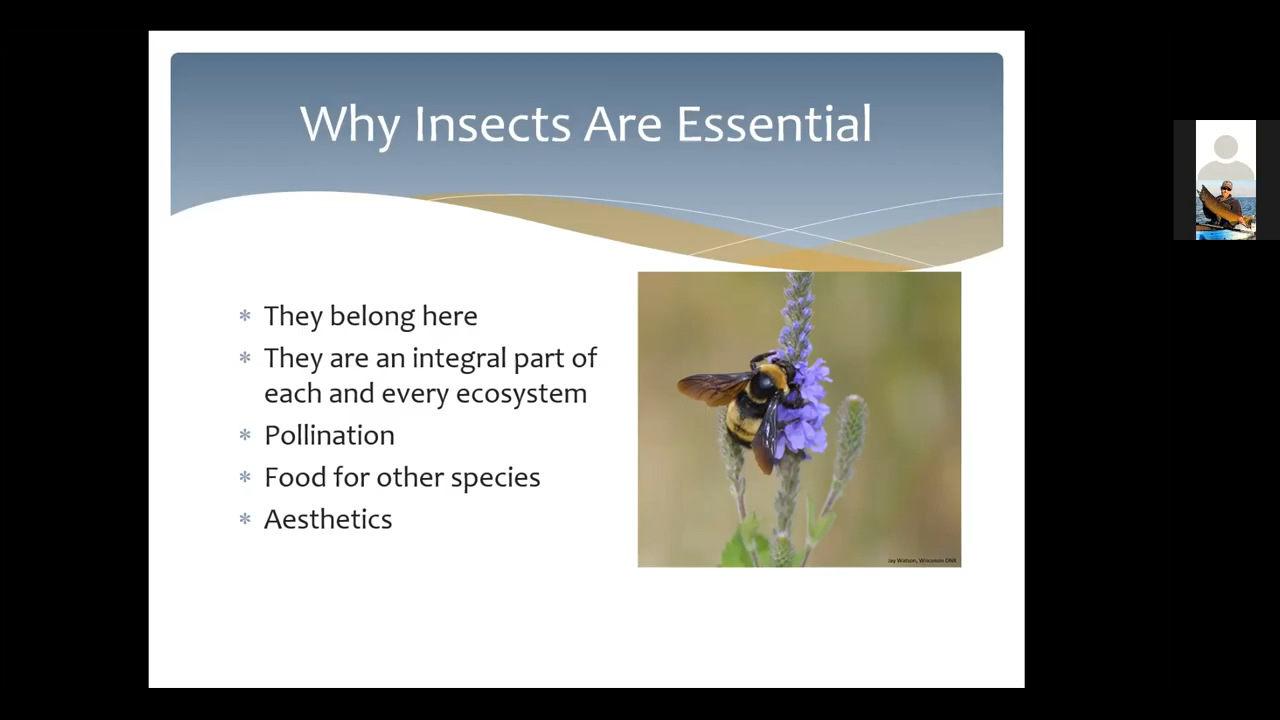 Why Insects Are Essential
* They belong here
* They are an integral part of
each and every ecosystem
* Pollination
* Food for other species
* Aesthetics
Jay Watson, Wisconsin DNR